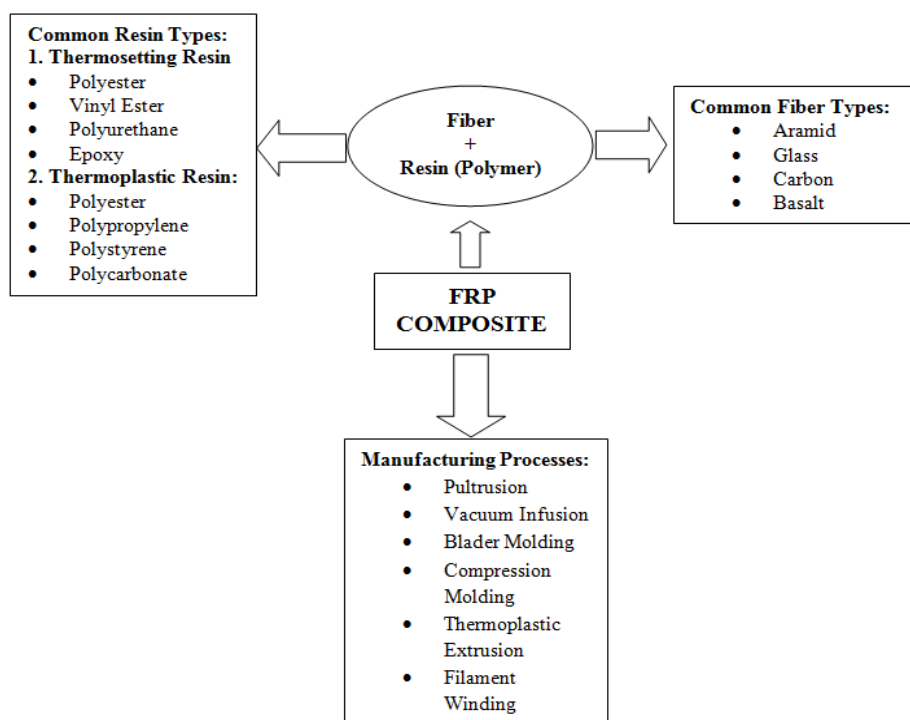 Common Resin Types:
1. Thermosetting Resin
• Polyester
• Vinyl Ester
• Polyurethane
• Epoxy
2. Thermoplastic Resin:
• Polyester
• Polypropylene
• Polystyrene
• Polycarbonate
Fiber
+
Resin (Polymer)
Common Fiber Types:
• Aramid
• Glass
• Carbon
• Basalt
FRP
COMPOSITE
Manufacturing Processes:
• Pultrusion
• Vacuum Infusion
• Blader Molding
• Compression
Molding
• Thermoplastic
Extrusion
• Filament
Winding